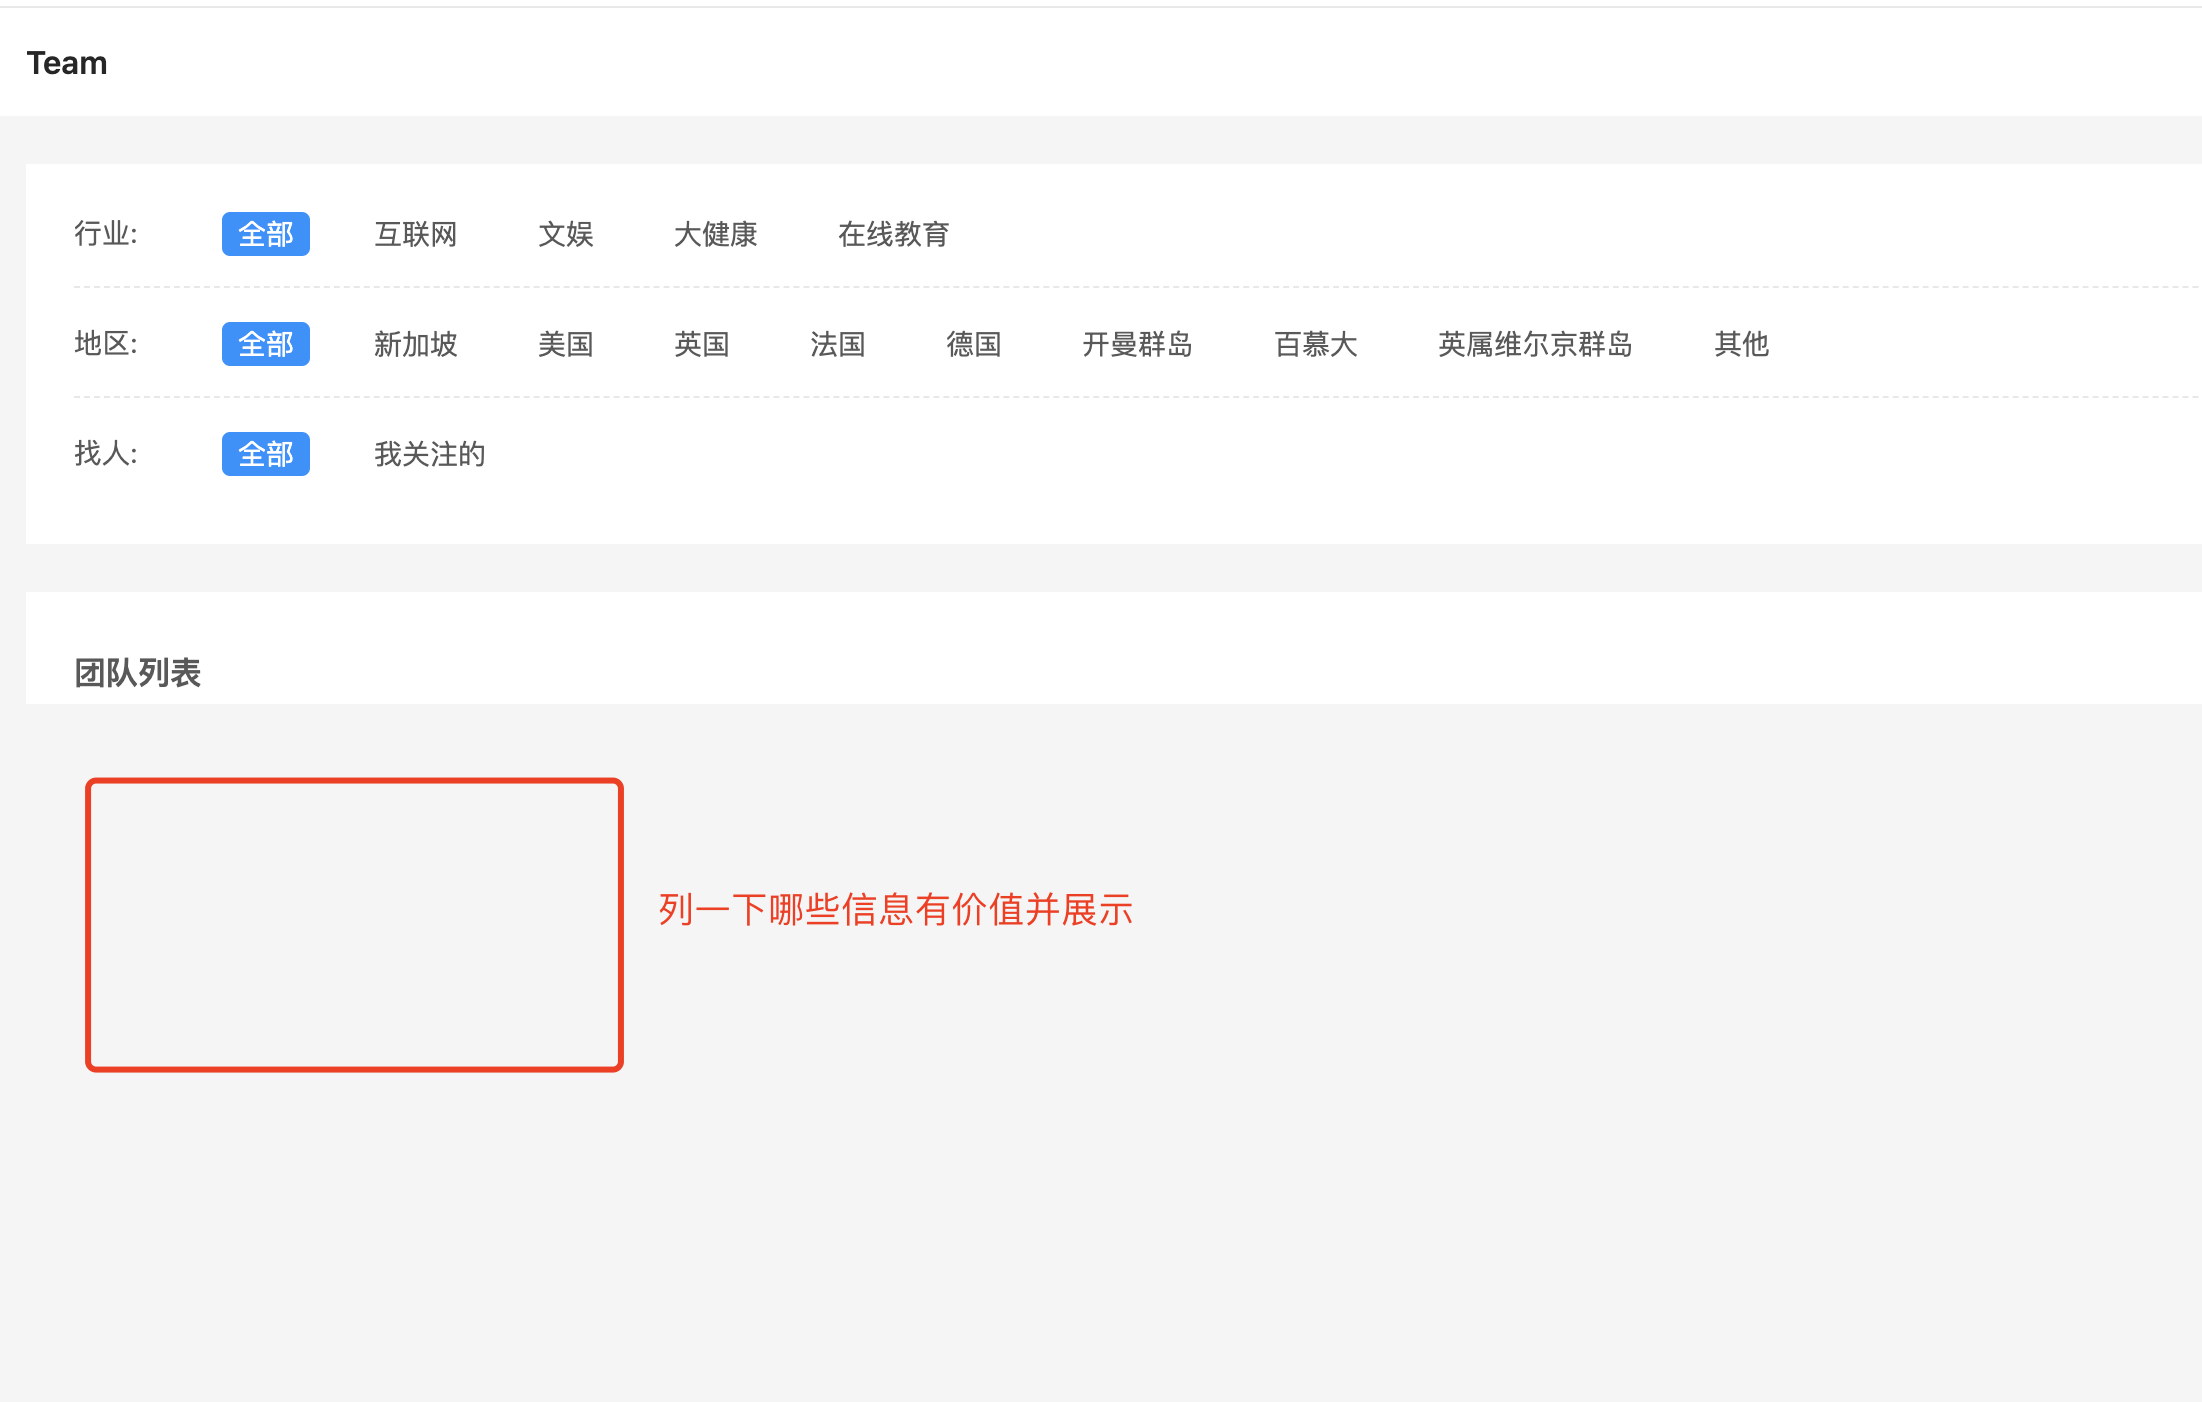 Team
行业: 全部 互联网 文娱 大健康 在线教育
地区: 全部 新加坡 美国 英国 法国 德国 开曼群岛 百慕大 英属维尔京群岛 其他
找人: 全部 我关注的
团队列表
列一下哪些信息有价值并展示